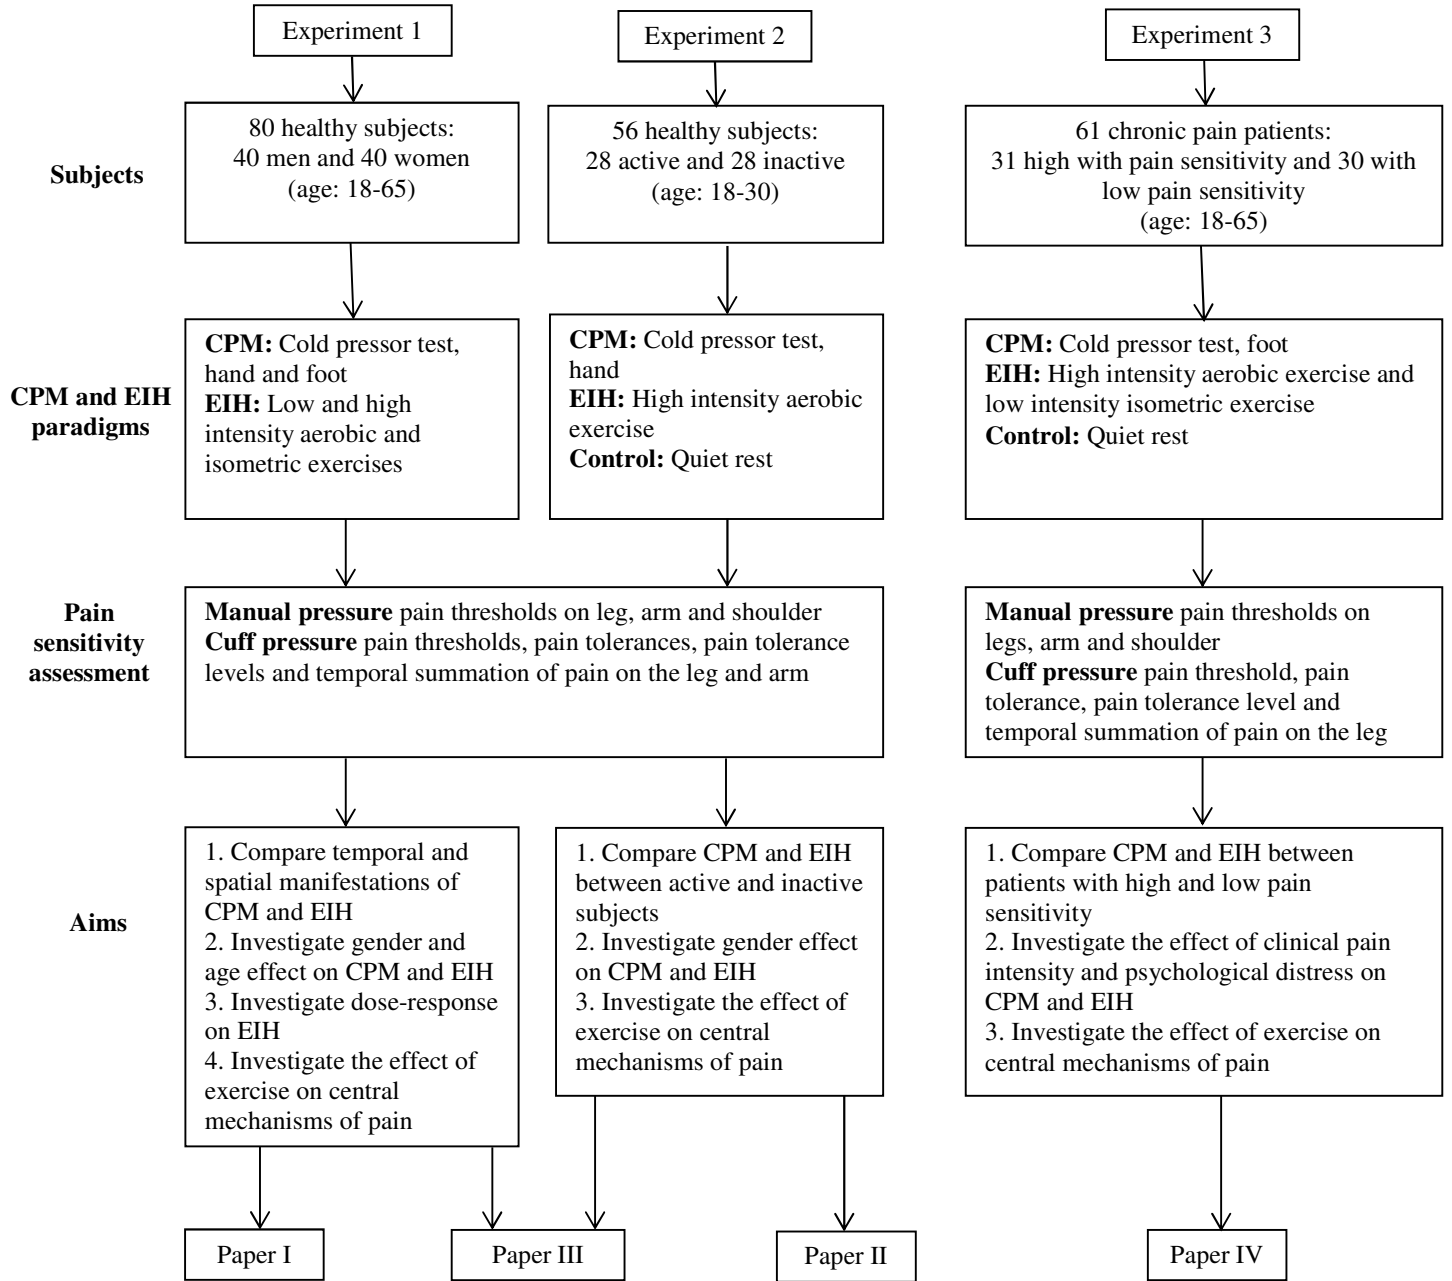 Experiment 1
Experiment 2
Experiment 3
Subjects
80 healthy subjects:
40 men and 40 women
(age: 18-65)
56 healthy subjects:
28 active and 28 inactive
(age: 18-30)
61 chronic pain patients:
31 high with pain sensitivity and 30 with
low pain sensitivity
(age: 18-65)
CPM and EIH
paradigms
CPM: Cold pressor test,
hand and foot
EIH: Low and high
intensity aerobic and
isometric exercises
CPM: Cold pressor test,
hand
EIH: High intensity aerobic
exercise
Control: Quiet rest
CPM: Cold pressor test, foot
EIH: High intensity aerobic exercise and
low intensity isometric exercise
Control: Quiet rest
Pain
sensitivity
assessment
Manual pressure pain thresholds on leg, arm and shoulder
Cuff pressure pain thresholds, pain tolerances, pain tolerance
levels and temporal summation of pain on the leg and arm
Manual pressure pain thresholds on
legs, arm and shoulder
Cuff pressure pain threshold, pain
tolerance, pain tolerance level and
temporal summation of pain on the leg
Aims
1. Compare temporal and
spatial manifestations of
CPM and EIH
2. Investigate gender and
age effect on CPM and EIH
3. Investigate dose-response
on EIH
4. Investigate the effect of
exercise on central
mechanisms of pain
1. Compare CPM and EIH
between active and inactive
subjects
2. Investigate gender effect
on CPM and EIH
3. Investigate the effect of
exercise on central
mechanisms of pain
1. Compare CPM and EIH between
patients with high and low pain
sensitivity
2. Investigate the effect of clinical pain
intensity and psychological distress on
CPM and EIH
3. Investigate the effect of exercise on
central mechanisms of pain
Paper I
Paper III
Paper II
Paper IV